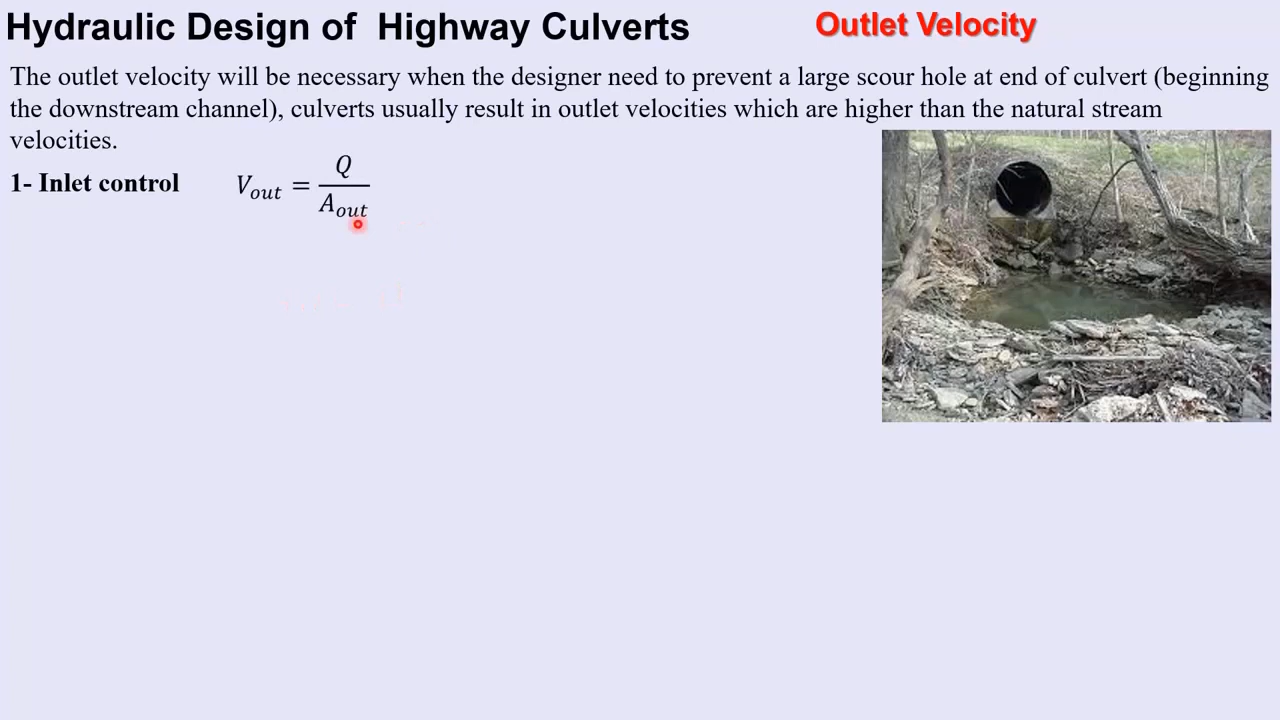 Hydraulic Design of Highway Culverts
Outlet Velocity
The outlet velocity will be necessary when the designer need to prevent a large scour hole at end of culvert (beginning
the downstream channel), culverts usually result in outlet velocities which are higher than the natural stream
velocities.
1- Inlet control V_out = Q / A_out